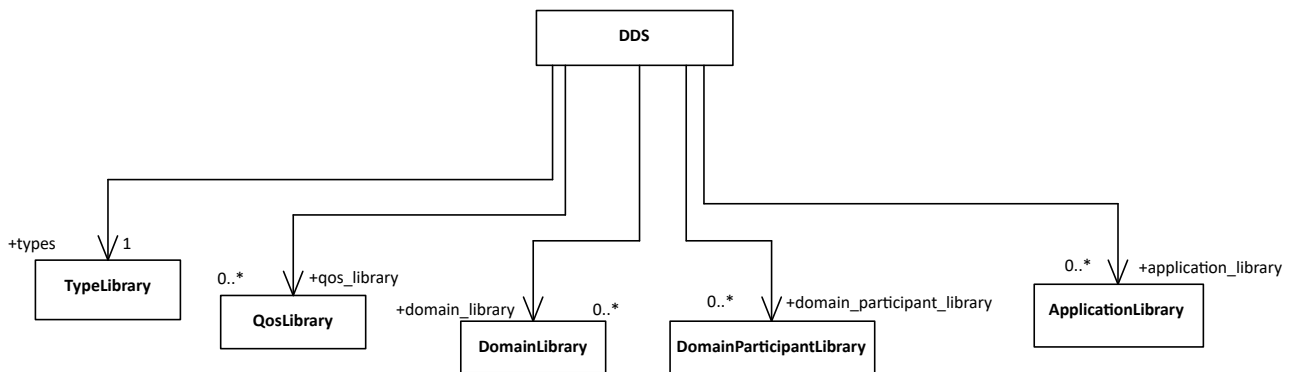 DDS
+types
1
TypeLibrary
0..*
+qos_library
QosLibrary
+domain_library
0..*
DomainLibrary
0..*
+domain_participant_library
DomainParticipantLibrary
0..*
+application_library
ApplicationLibrary